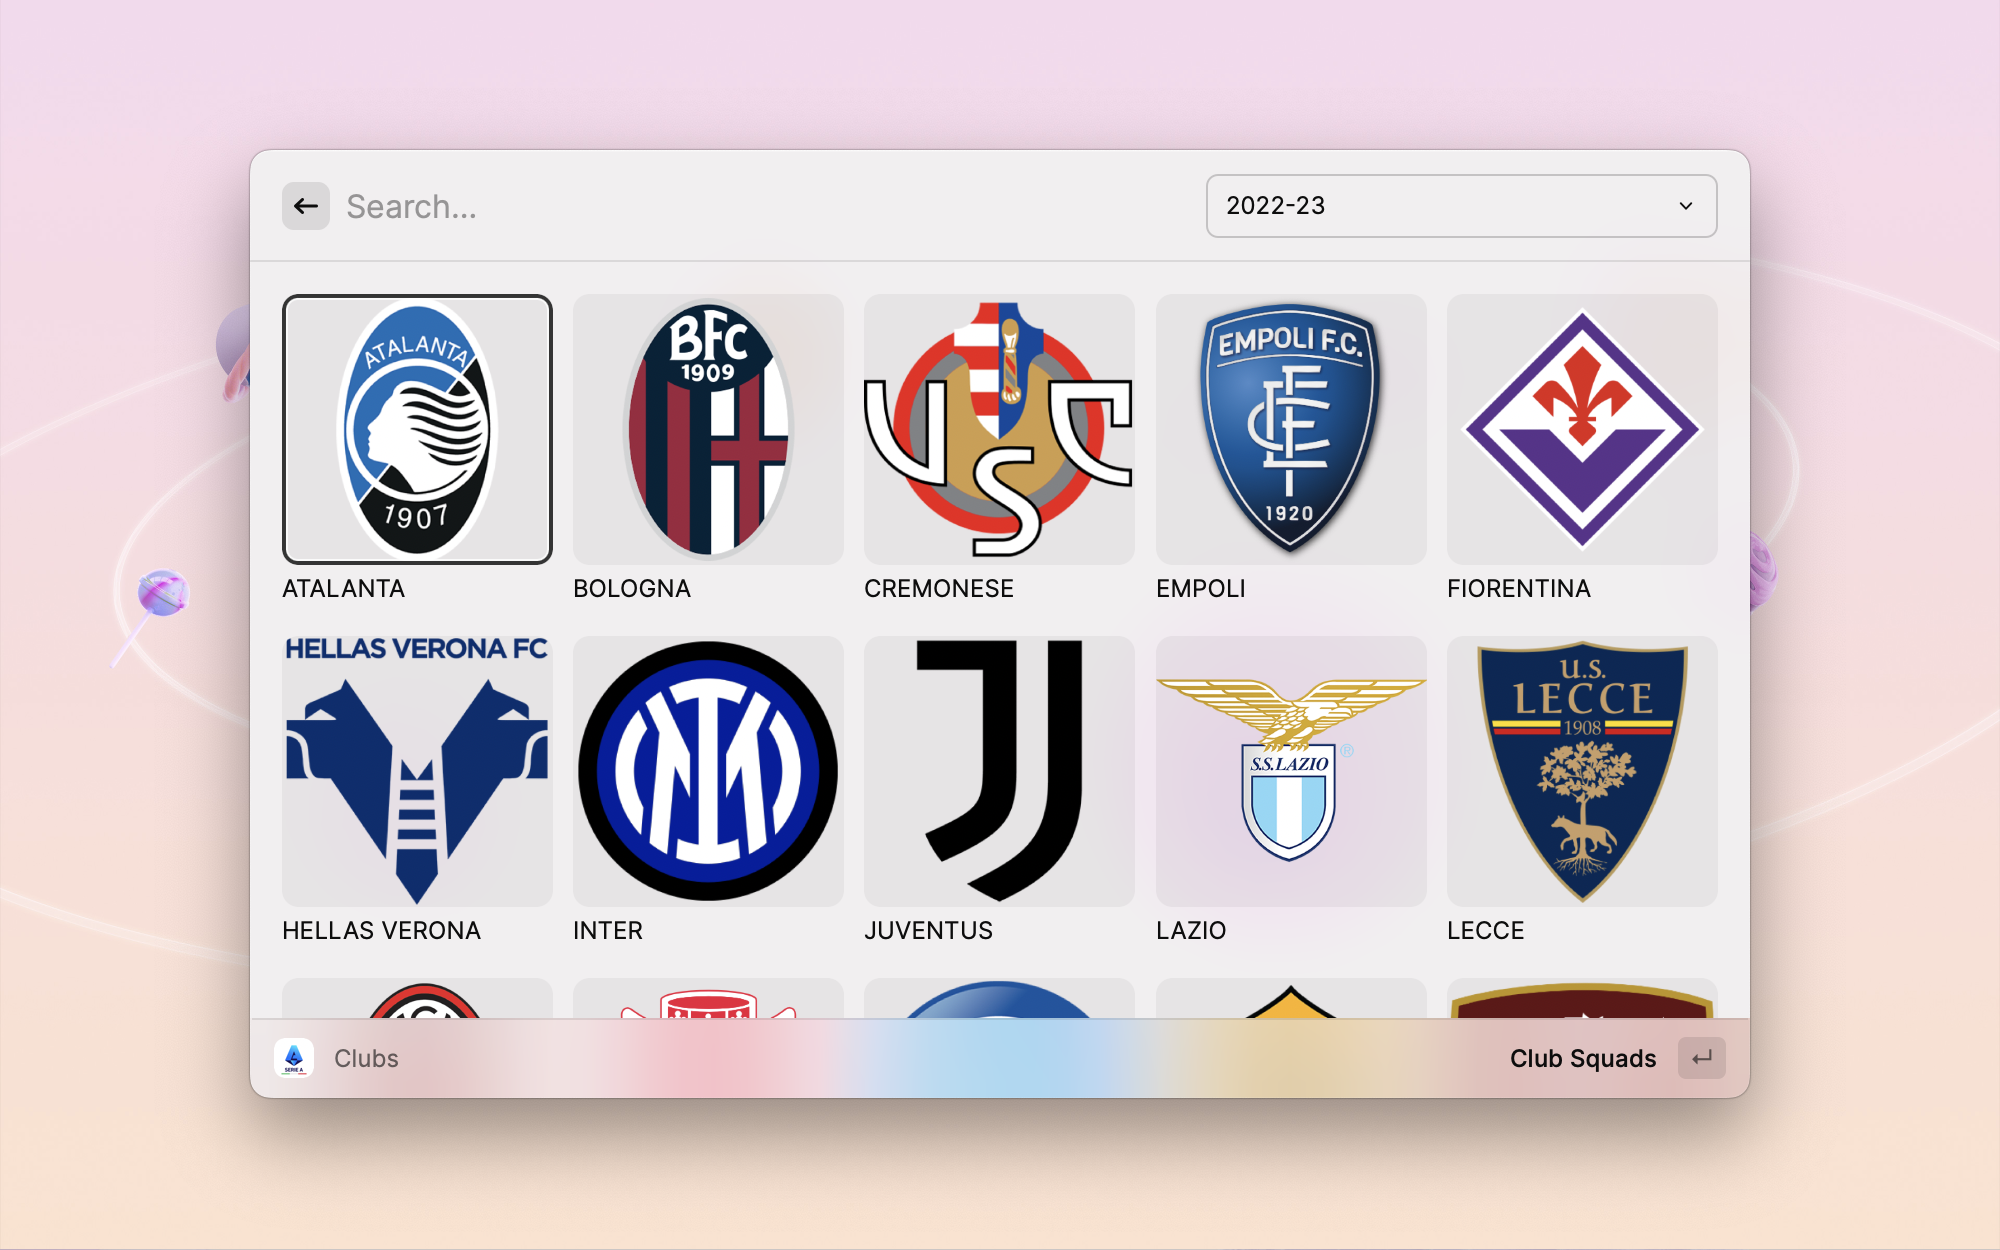 Search...
2022-23
ATALANTA
1907
BFC
1909
USC
EMPOLI F.C.
1920
ATALANTA
BOLOGNA
CREMONESE
EMPOLI
FIORENTINA
HELLAS VERONA FC
S.S.LAZIO
®
U.S.
LECCE
1908
HELLAS VERONA
INTER
JUVENTUS
LAZIO
LECCE
SERIE A
Clubs
Club Squads